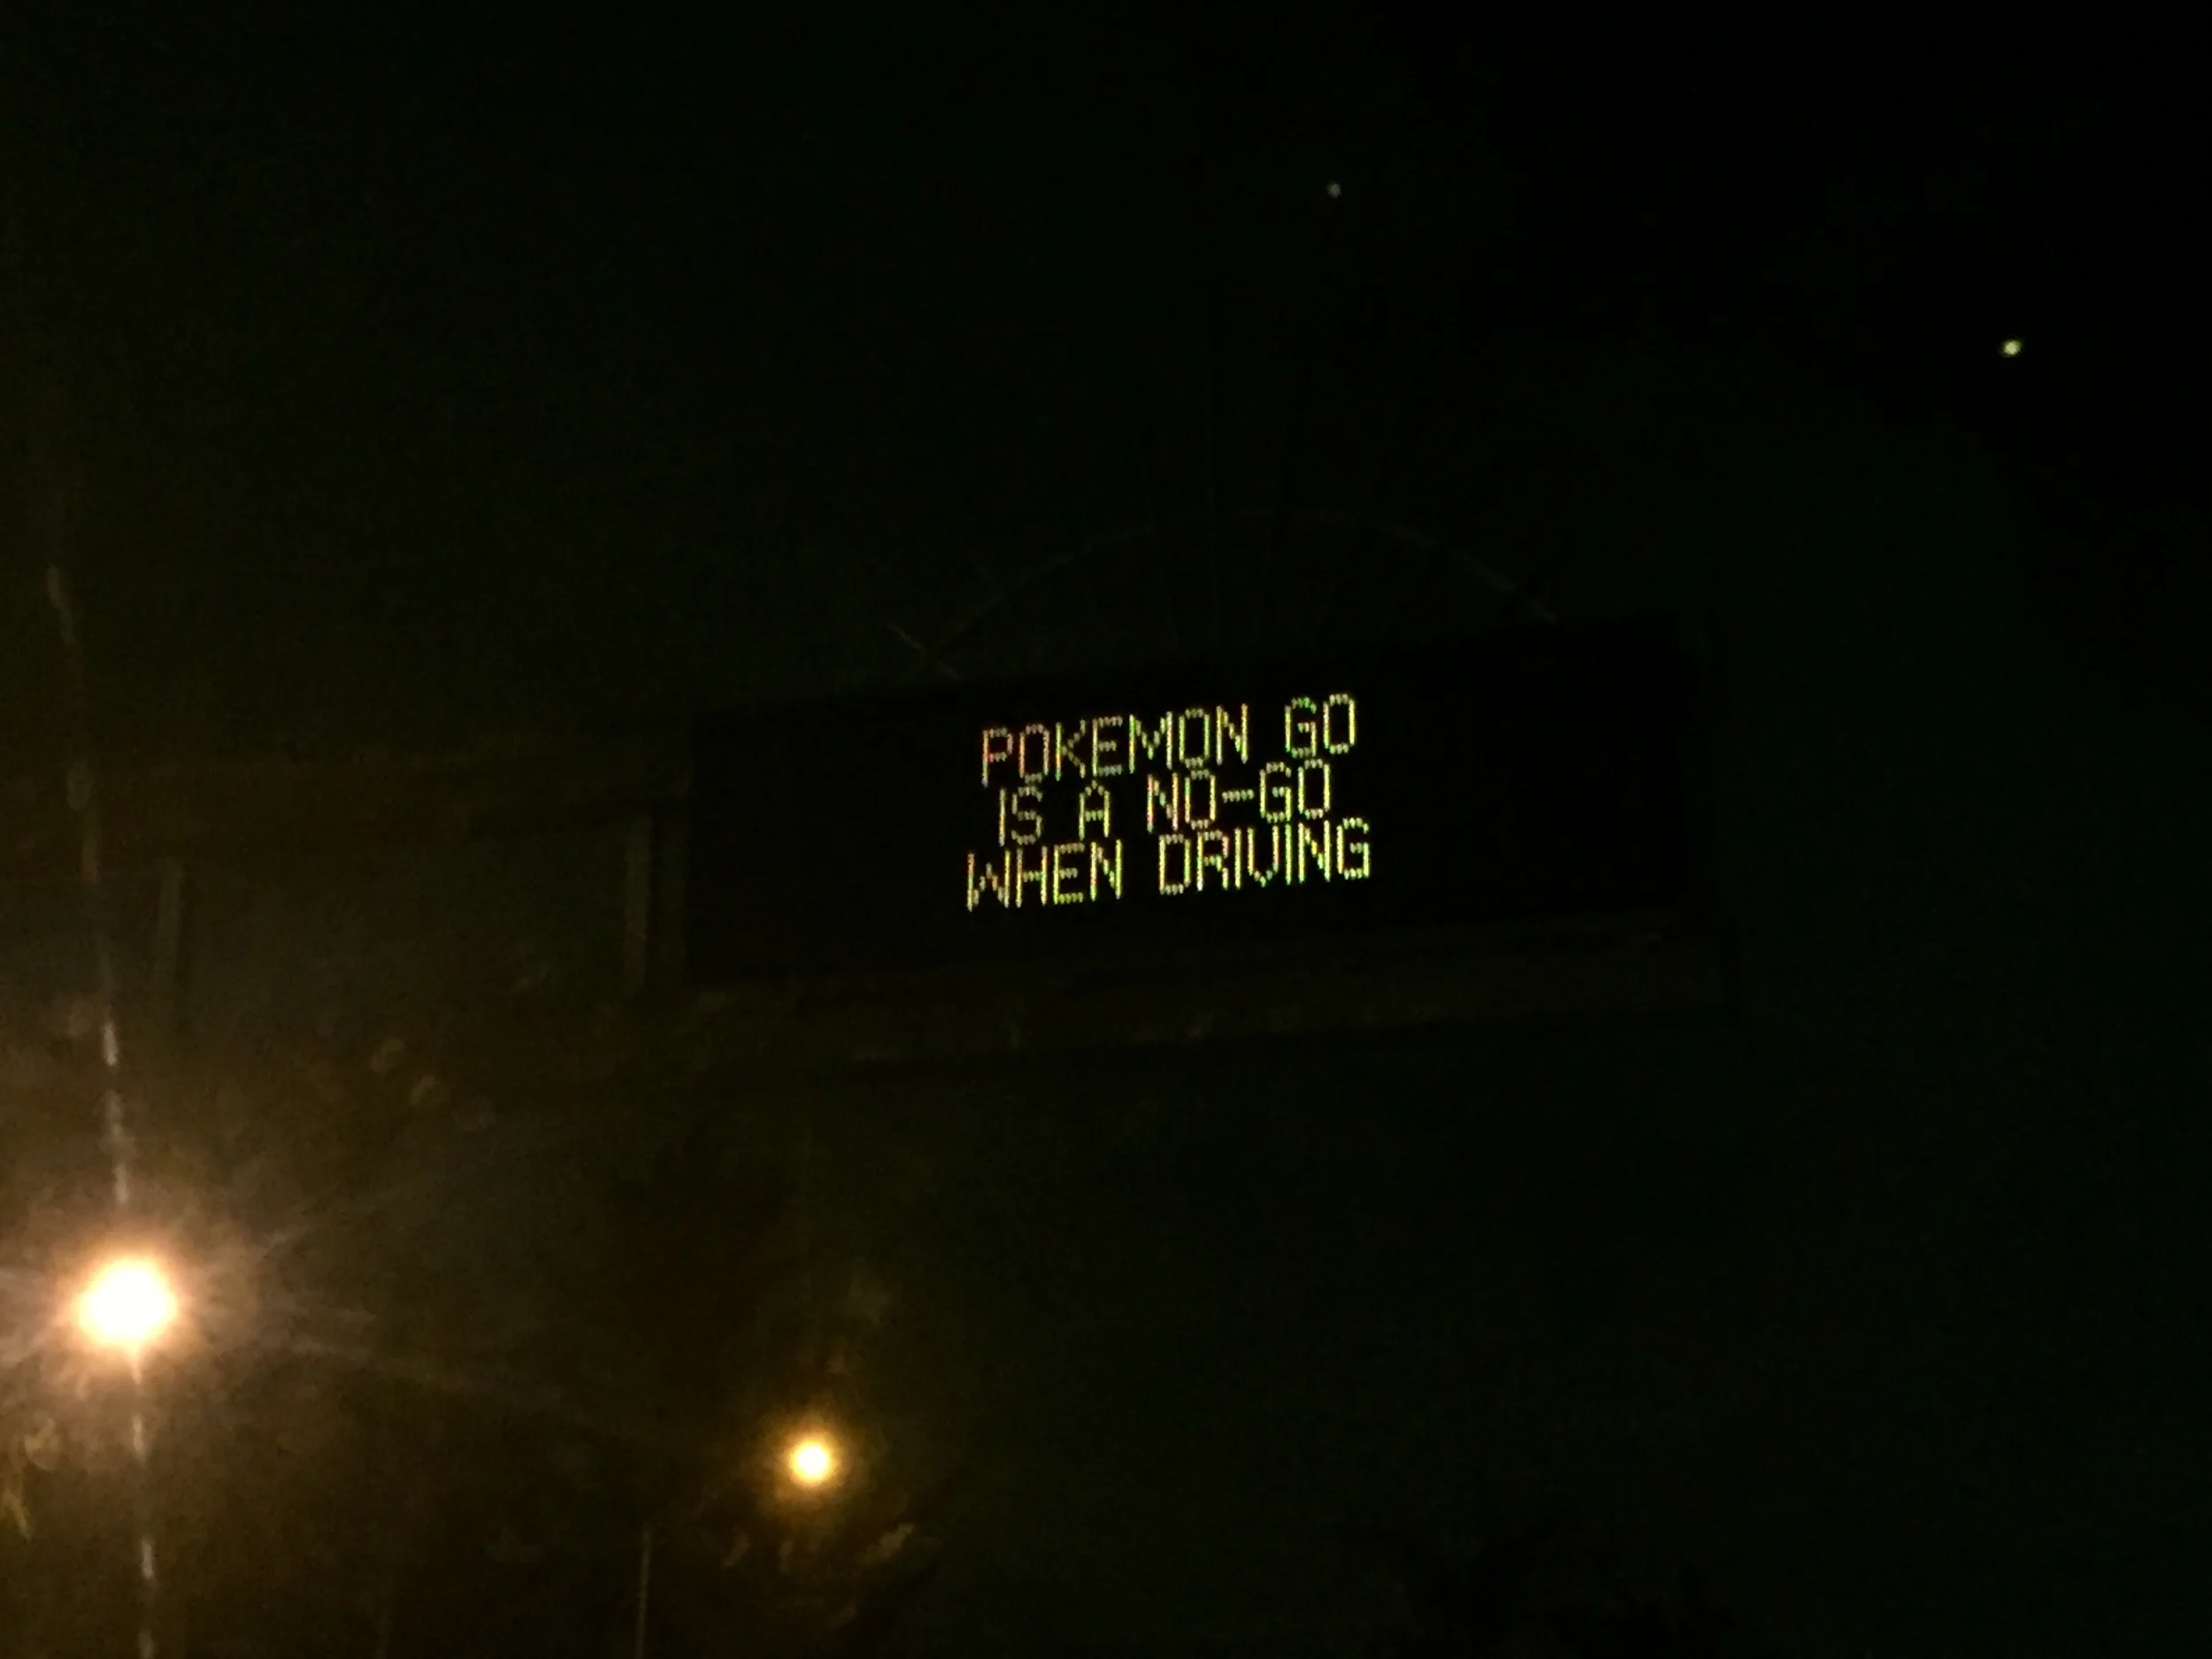 POKEMON GO
IS A NO-GO
WHEN DRIVING